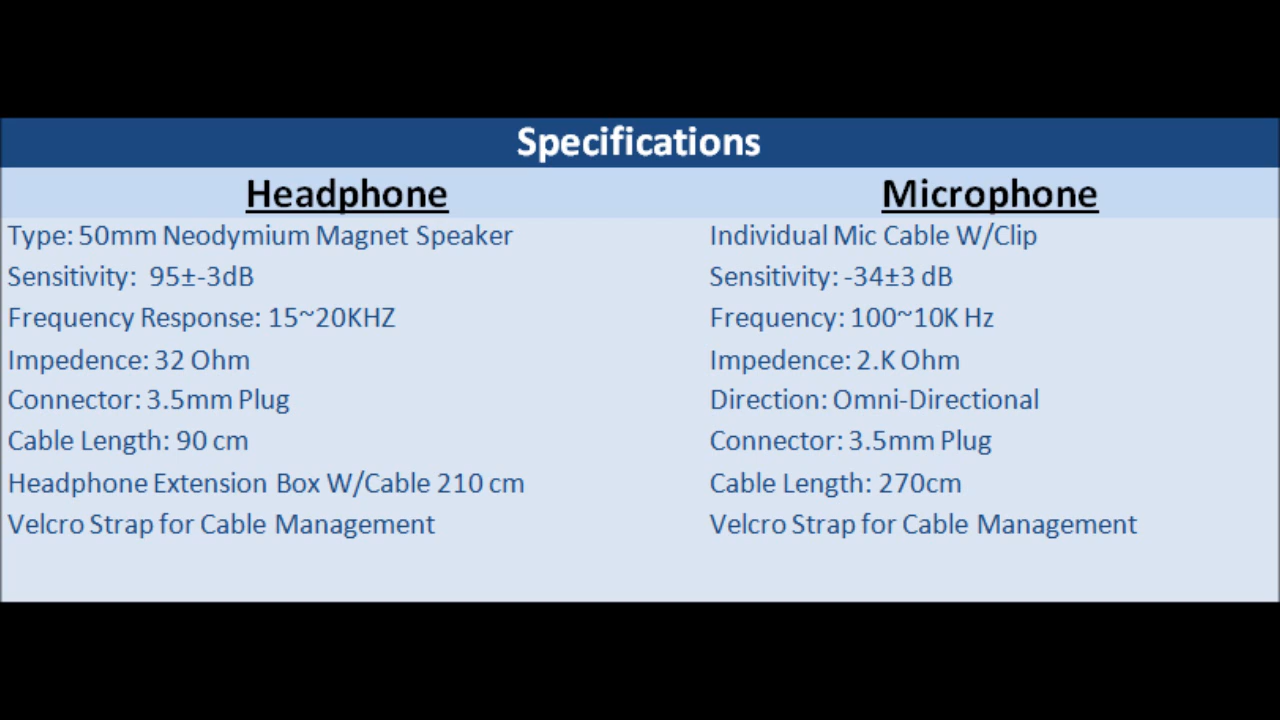 Specifications
Headphone
Microphone
Type: 50mm Neodymium Magnet Speaker
Individual Mic Cable W/Clip
Sensitivity:  95±-3dB
Sensitivity: -34±3 dB
Frequency Response: 15~20KHZ
Frequency: 100~10K Hz
Impedence: 32 Ohm
Impedence: 2.K Ohm
Connector: 3.5mm Plug
Direction: Omni-Directional
Cable Length: 90 cm
Connector: 3.5mm Plug
Headphone Extension Box W/Cable 210 cm
Cable Length: 270cm
Velcro Strap for Cable Management
Velcro Strap for Cable Management